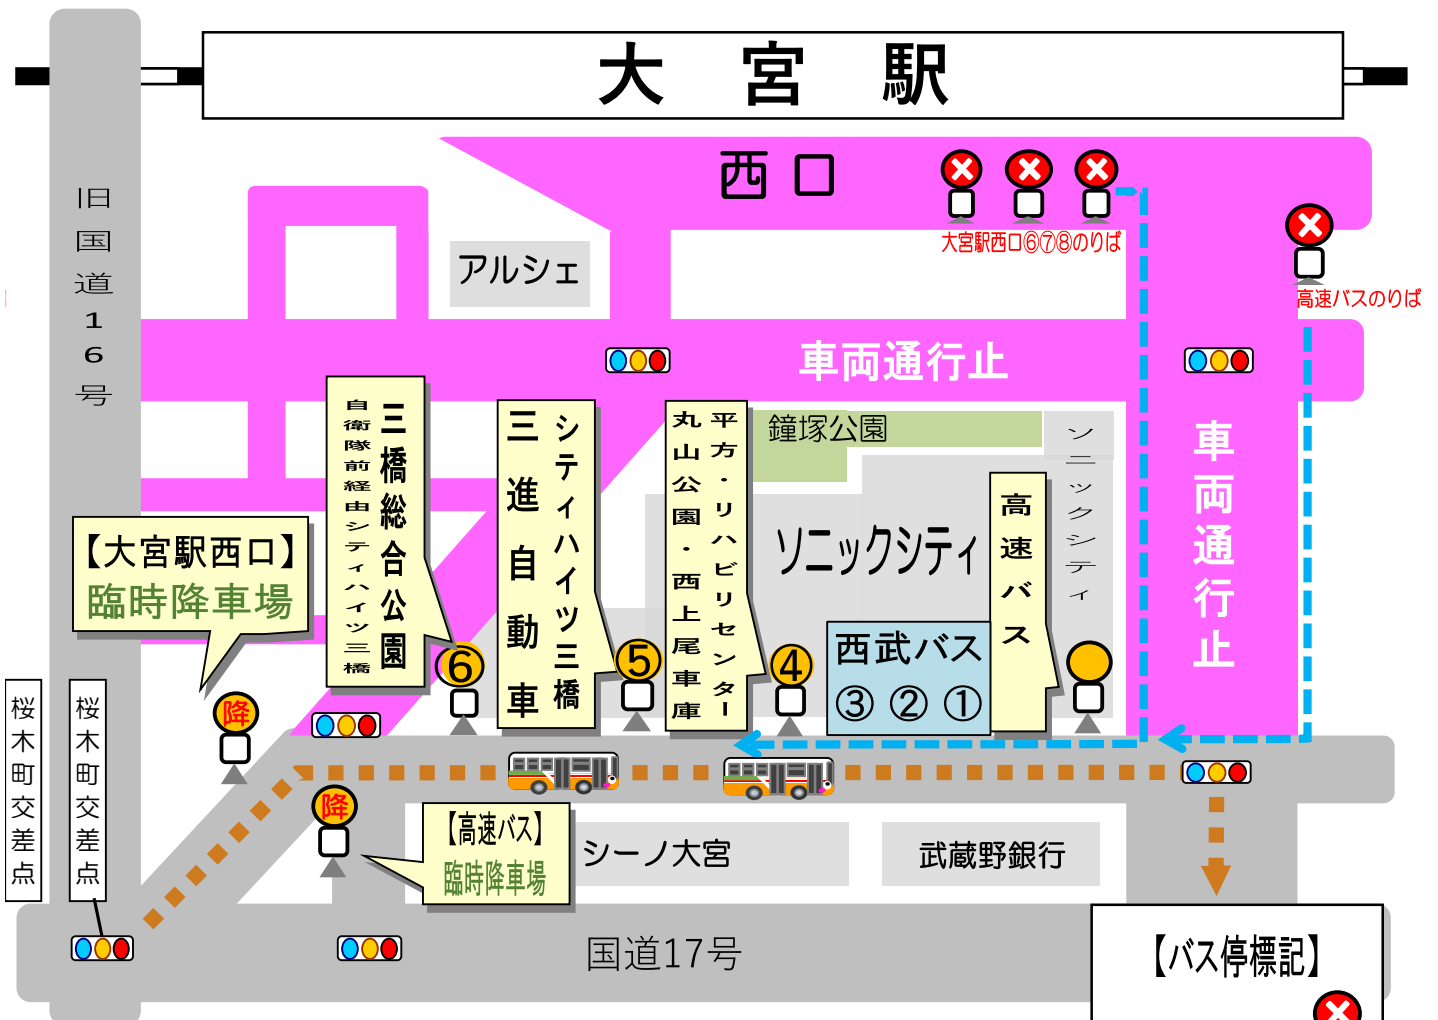 大宮駅
西口
大宮駅西口⑥⑦⑧のりば
高速バスのりば
旧国道16号
アルシェ
車両通行止
車両通行止
鐘塚公園
ソニックシティ
ソニックシティ
三橋総合公園
自衛隊前経由シティハイツ三橋
シティハイツ三橋
三進自動車
平方・リハビリセンター
丸山公園・西上尾車庫
高速バス
【大宮駅西口】
臨時降車場
⑥
⑤
④
西武バス
③②①
降
降
桜木町交差点
桜木町交差点
【高速バス】
臨時降車場
シーノ大宮
武蔵野銀行
国道17号
【バス停標記】